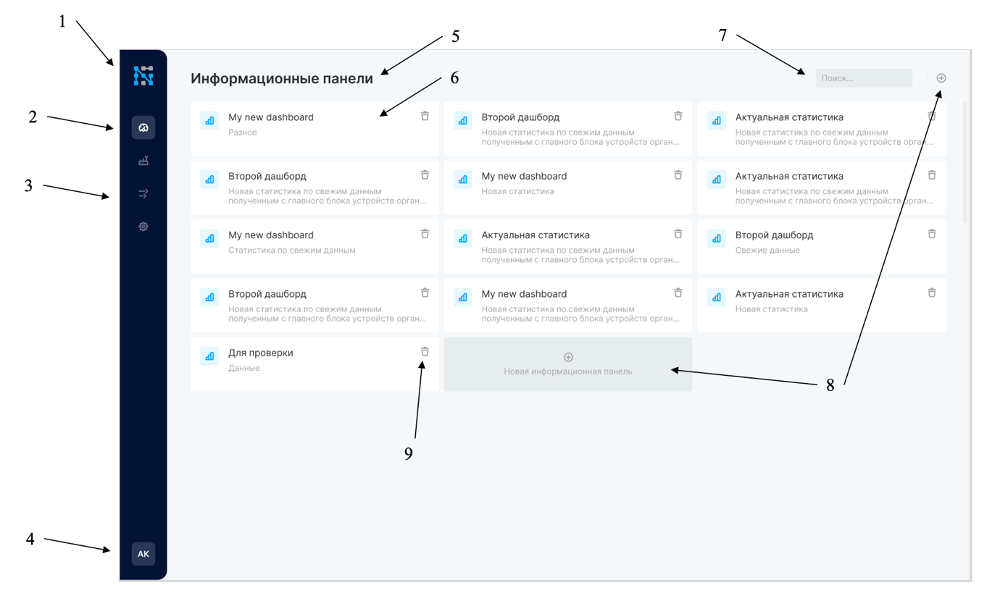 1
5
7
Информационные панели
6
Поиск...
2
My new dashboard
Разное
Второй дашборд
Новая статистика по свежим данным
полученным с главного блока устройств орган...
Актуальная статистика
Новая статистика по свежим данным
полученным с главного блока устройств орган...
3
Второй дашборд
Новая статистика по свежим данным
полученным с главного блока устройств орган...
My new dashboard
Новая статистика
Актуальная статистика
Новая статистика по свежим данным
полученным с главного блока устройств орган...
My new dashboard
Статистика по свежим данным
Актуальная статистика
Новая статистика по свежим данным
полученным с главного блока устройств орган...
Второй дашборд
Свежие данные
Второй дашборд
Новая статистика по свежим данным
полученным с главного блока устройств орган...
My new dashboard
Новая статистика по свежим данным
полученным с главного блока устройств орган...
Актуальная статистика
Новая статистика
Для проверки
Данные
Новая информационная панель
8
9
4
АК